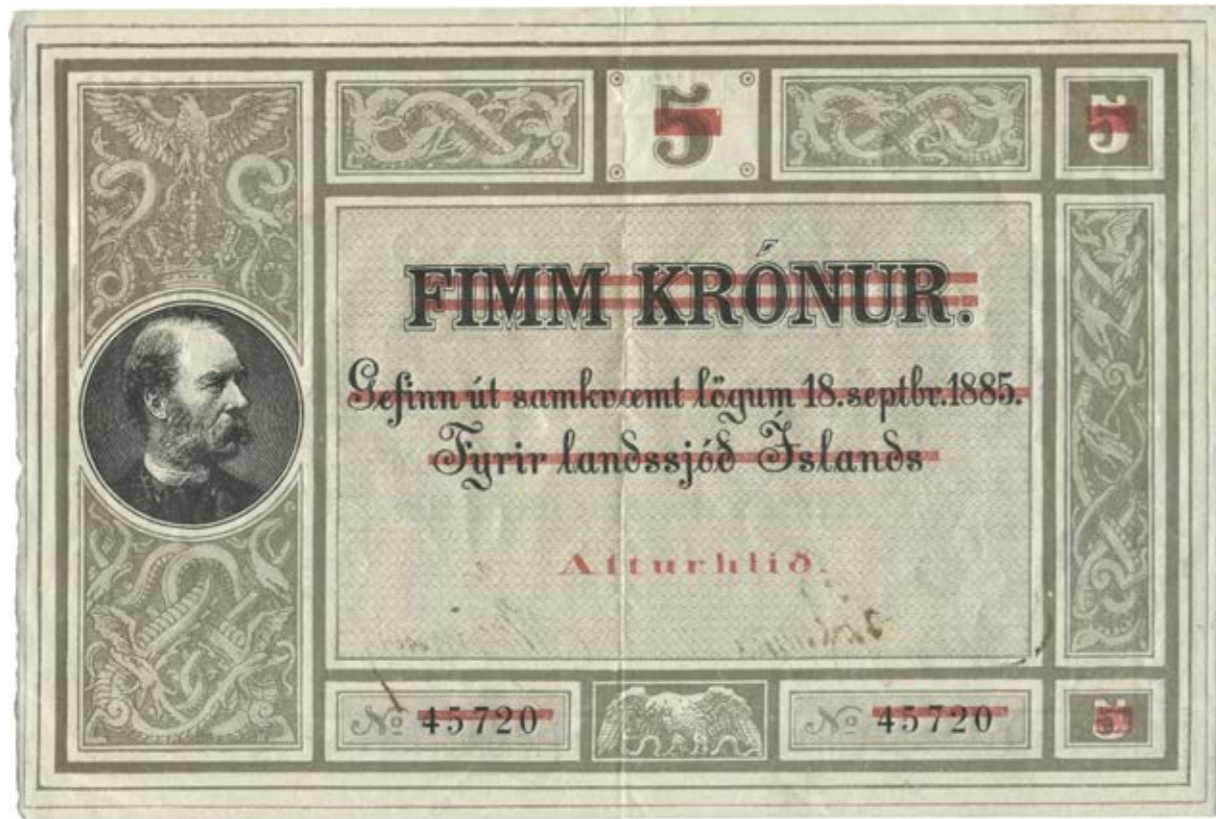 5 5
FIMM KRÓNUR.
Gefinn út samkvæmt lögum 18. septbr. 1885.
Fyrir landssjóð Íslands
Atturhlið.
No 45720 No 45720 5